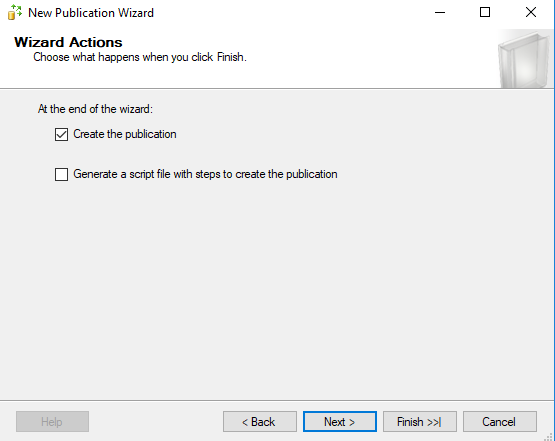 New Publication Wizard
Wizard Actions
Choose what happens when you click Finish.
At the end of the wizard:
Create the publication
Generate a script file with steps to create the publication
Help
< Back
Next >
Finish >>|
Cancel